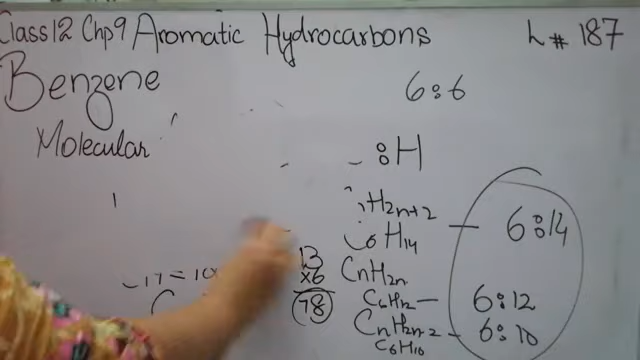 Class12 Chp9 Aromatic Hydrocarbons L# 187
Benzene
6:6
Molecular
:H
H2n+2
C6H14 — 6:14
13
x6
78
CnH2n
C6H12 — 6:12
CnH2n-2 — 6:10
C6H10